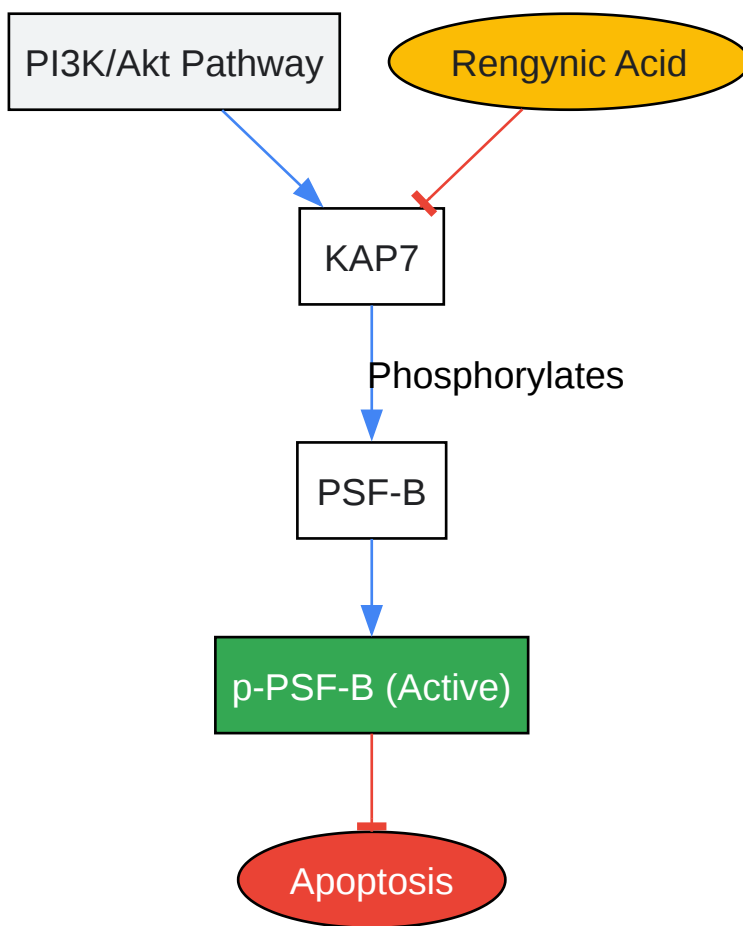 PI3K/Akt Pathway
Rengynic Acid
KAP7
Phosphorylates
PSF-B
p-PSF-B (Active)
Apoptosis